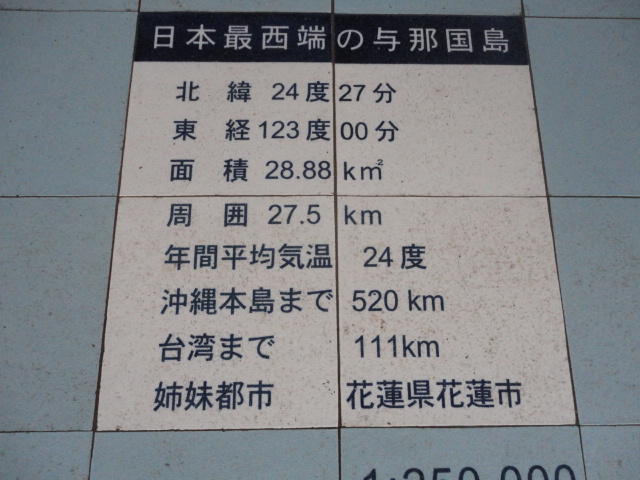 日本最西端の与那国島
北緯 24度27分
東経123度00分
面積 28.88 km²
周囲 27.5 km
年間平均気温 24度
沖縄本島まで 520 km
台湾まで 111km
姉妹都市 花蓮県花蓮市
1:250,000